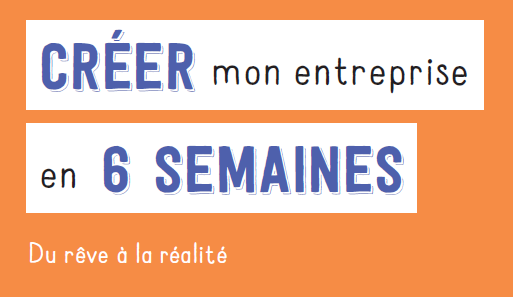 CRÉER mon entreprise
en 6 SEMAINES
Du rêve à la réalité